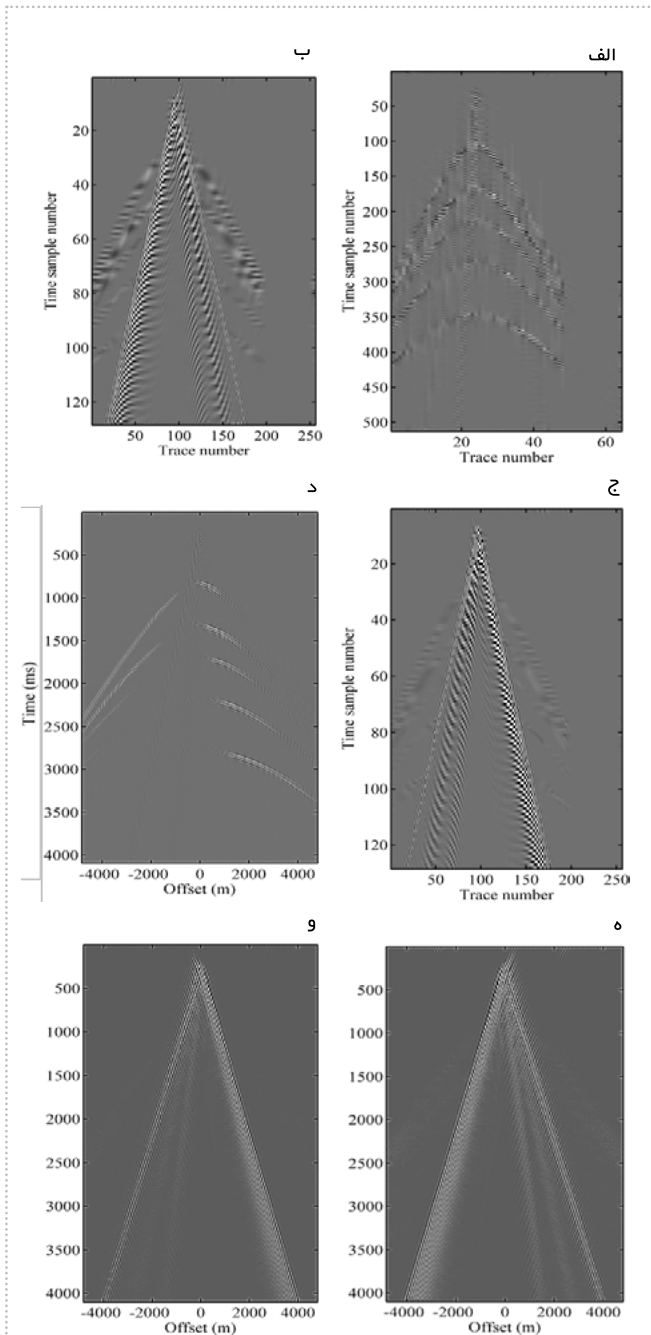 الف
50
100
150
200
250
300
350
400
450
500
Time sample number
20 40 60
Trace number
ب
20
40
60
80
100
120
Time sample number
50 100 150 200 250
Trace number
ج
20
40
60
80
100
120
Time sample number
50 100 150 200 250
Trace number
د
500
1000
1500
2000
2500
3000
3500
4000
Time (ms)
-4000 -2000 0 2000 4000
Offset (m)
ه
500
1000
1500
2000
2500
3000
3500
4000
-4000 -2000 0 2000 4000
Offset (m)
و
500
1000
1500
2000
2500
3000
3500
4000
-4000 -2000 0 2000 4000
Offset (m)